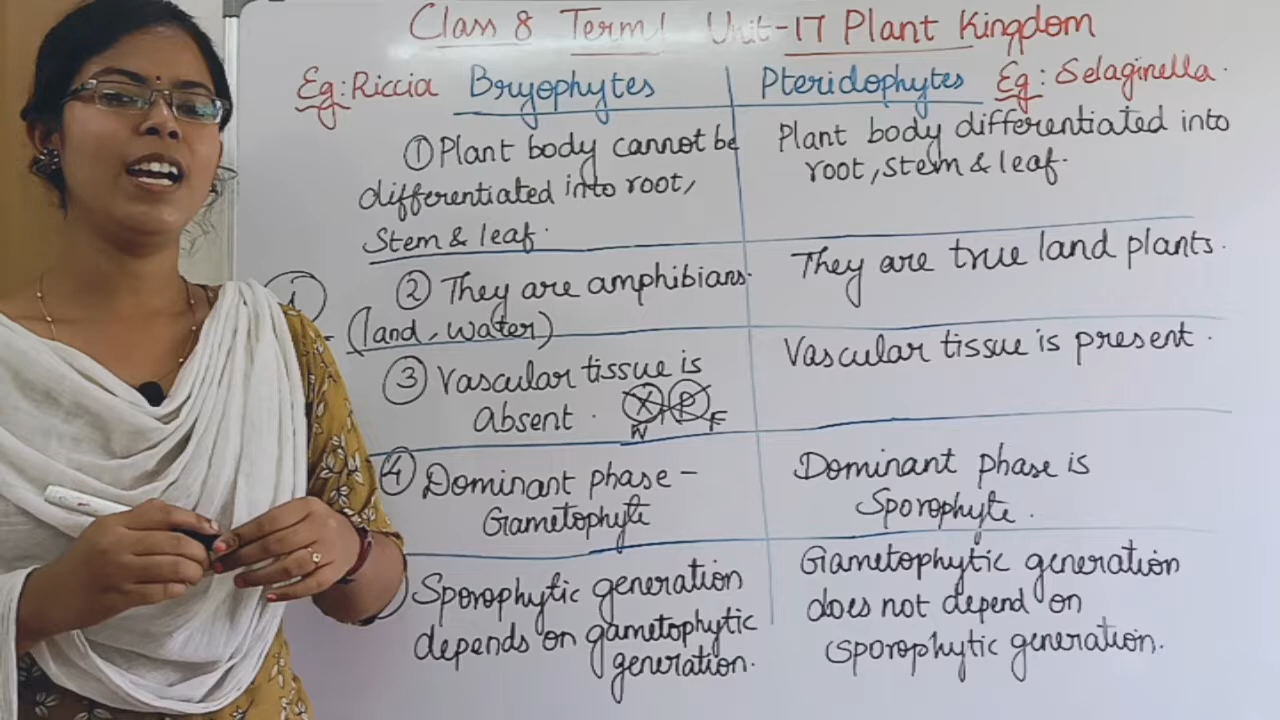 Class 8 Term I Unit-17 Plant Kingdom
Eg: Riccia Bryophytes
Pteridophytes Eg: Selaginella.
① Plant body cannot be
differentiated into root,
Stem & leaf.
Plant body differentiated into
root, stem & leaf.
② They are amphibians.
(land, water)
They are true land plants.
③ Vascular tissue is
Absent.
X P
W F
Vascular tissue is present.
④ Dominant phase -
Gametophyte
Dominant phase is
Sporophyte.
Sporophytic generation
depends on gametophytic
generation.
Gametophytic generation
does not depend on
sporophytic generation.